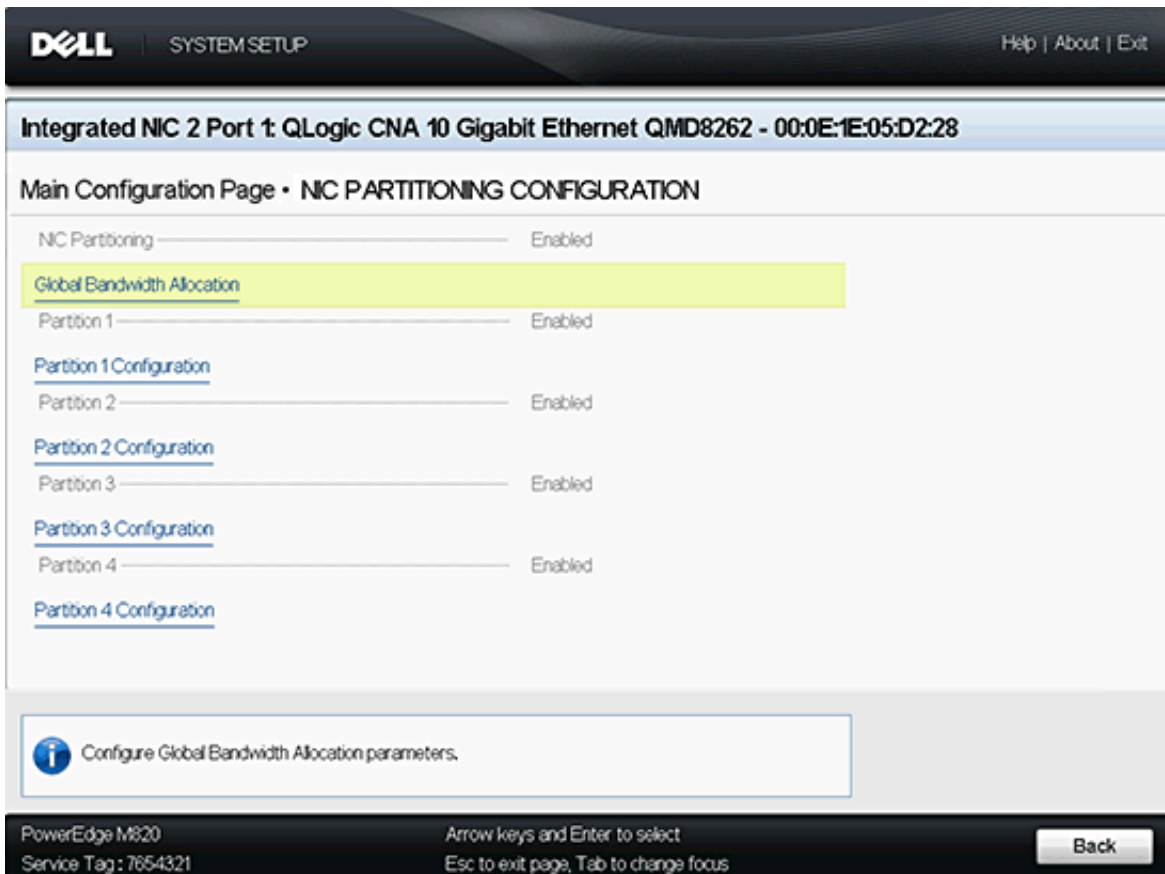 DELL SYSTEM SETUP Help | About | Exit
Integrated NIC 2 Port 1: QLogic CNA 10 Gigabit Ethernet QMD8262 - 00:0E:1E:05:D2:28
Main Configuration Page • NIC PARTITIONING CONFIGURATION
NIC Partitioning Enabled
Global Bandwidth Allocation
Partition 1 Enabled
Partition 1 Configuration
Partition 2 Enabled
Partition 2 Configuration
Partition 3 Enabled
Partition 3 Configuration
Partition 4 Enabled
Partition 4 Configuration
Configure Global Bandwidth Allocation parameters.
PowerEdge M820 Arrow keys and Enter to select
Service Tag : 7654321 Esc to exit page, Tab to change focus
Back